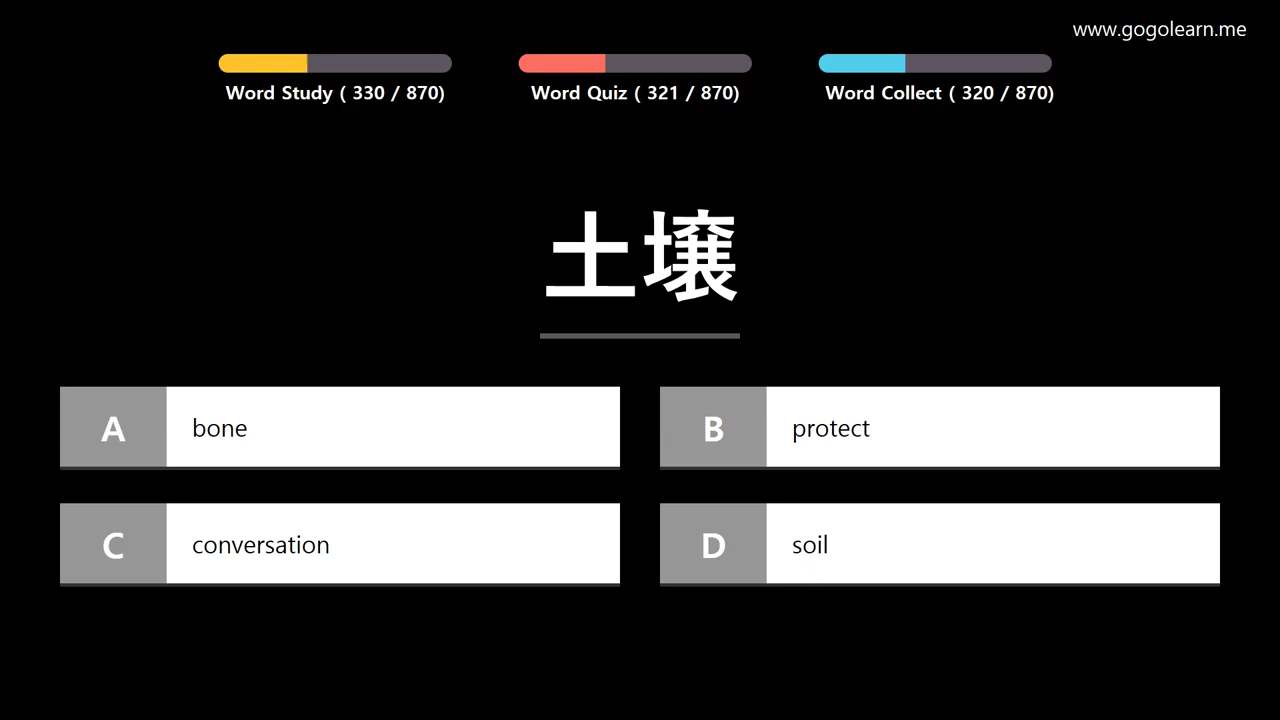 www.gogolearn.me
Word Study ( 330 / 870)
Word Quiz ( 321 / 870)
Word Collect ( 320 / 870)
土壌
A bone
B protect
C conversation
D soil